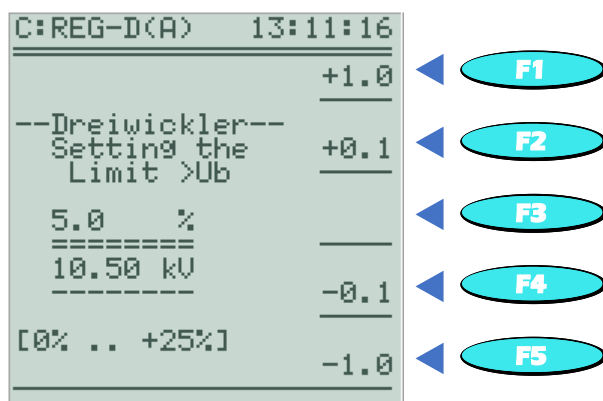 C:REG-D(A) 13:11:16
+1.0 F1
--Dreiwickler--
Setting the +0.1 F2
Limit >Ub
5.0 % F3
========
10.50 kV
-------- -0.1 F4
[0% .. +25%]
-1.0 F5